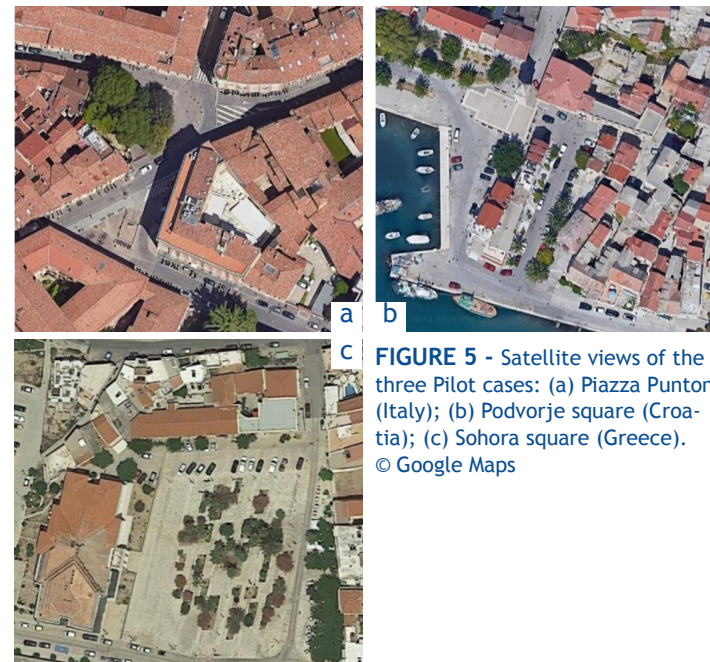 a
b
c
FIGURE 5 - Satellite views of the
three Pilot cases: (a) Piazza
(Italy); (b) Podvorje square (Croa-
tia); (c) Sohora square (Greece).
© Google Maps